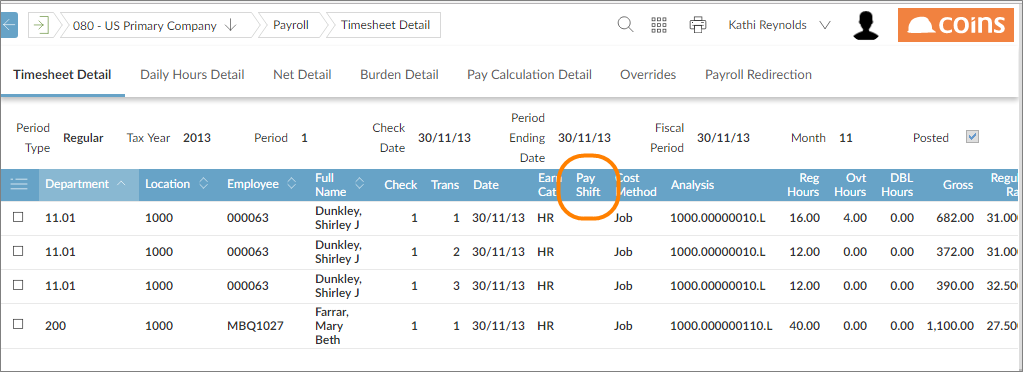 080 - US Primary Company Payroll Timesheet Detail Kathi Reynolds coins
Timesheet Detail Daily Hours Detail Net Detail Burden Detail Pay Calculation Detail Overrides Payroll Redirection
Period Type Regular Tax Year 2013 Period 1 Check Date 30/11/13 Period Ending Date 30/11/13 Fiscal Period 30/11/13 Month 11 Posted
Department Location Employee Full Name Check Trans Date Earn Cat Pay Shift Cost Method Analysis Reg Hours Ovt Hours DBL Hours Gross Regu Ra
11.01 1000 000063 Dunkley, Shirley J 1 1 30/11/13 HR Job 1000.00000010.L 16.00 4.00 0.00 682.00 31.000
11.01 1000 000063 Dunkley, Shirley J 1 2 30/11/13 HR Job 1000.00000010.L 12.00 0.00 0.00 372.00 31.000
11.01 1000 000063 Dunkley, Shirley J 1 3 30/11/13 HR Job 1000.00000010.L 12.00 0.00 0.00 390.00 32.500
200 1000 MBQ1027 Farrar, Mary Beth 1 1 30/11/13 HR Job 1000.000000110.L 40.00 0.00 0.00 1,100.00 27.500